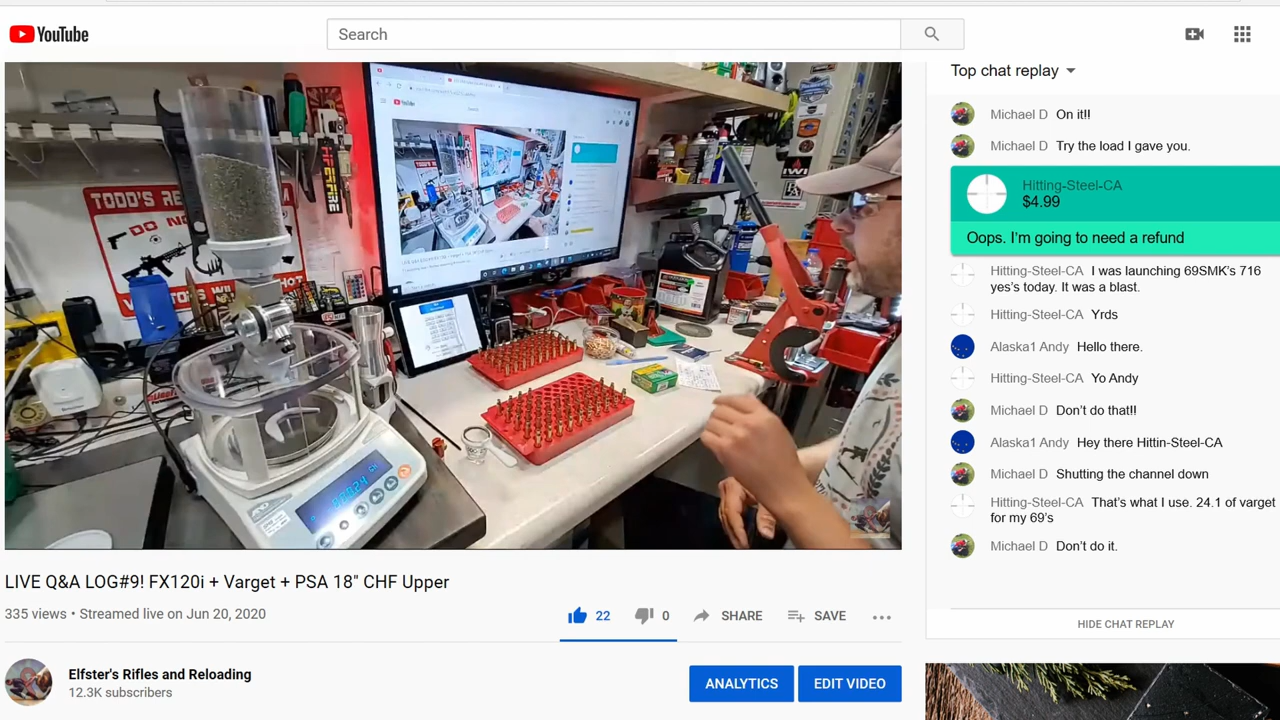 YouTube
Search
Top chat replay
Michael D On it!!
Michael D Try the load I gave you.
Hitting-Steel-CA
$4.99
Oops. I'm going to need a refund
Hitting-Steel-CA I was launching 69SMK's 716
yes's today. It was a blast.
Hitting-Steel-CA Yrds
Alaska1 Andy Hello there.
Hitting-Steel-CA Yo Andy
Michael D Don't do that!!
Alaska1 Andy Hey there Hittin-Steel-CA
Michael D Shutting the channel down
Hitting-Steel-CA That's what I use. 24.1 of varget
for my 69's
Michael D Don't do it.
HIDE CHAT REPLAY
TODD'S RE
DO NO
SHOT
IWI
AND
LIVE Q&A LOG#9! FX120i + Varget + PSA 18" CHF Upper
335 views • Streamed live on Jun 20, 2020
22
0
SHARE
SAVE
Elfster's Rifles and Reloading
12.3K subscribers
ANALYTICS
EDIT VIDEO